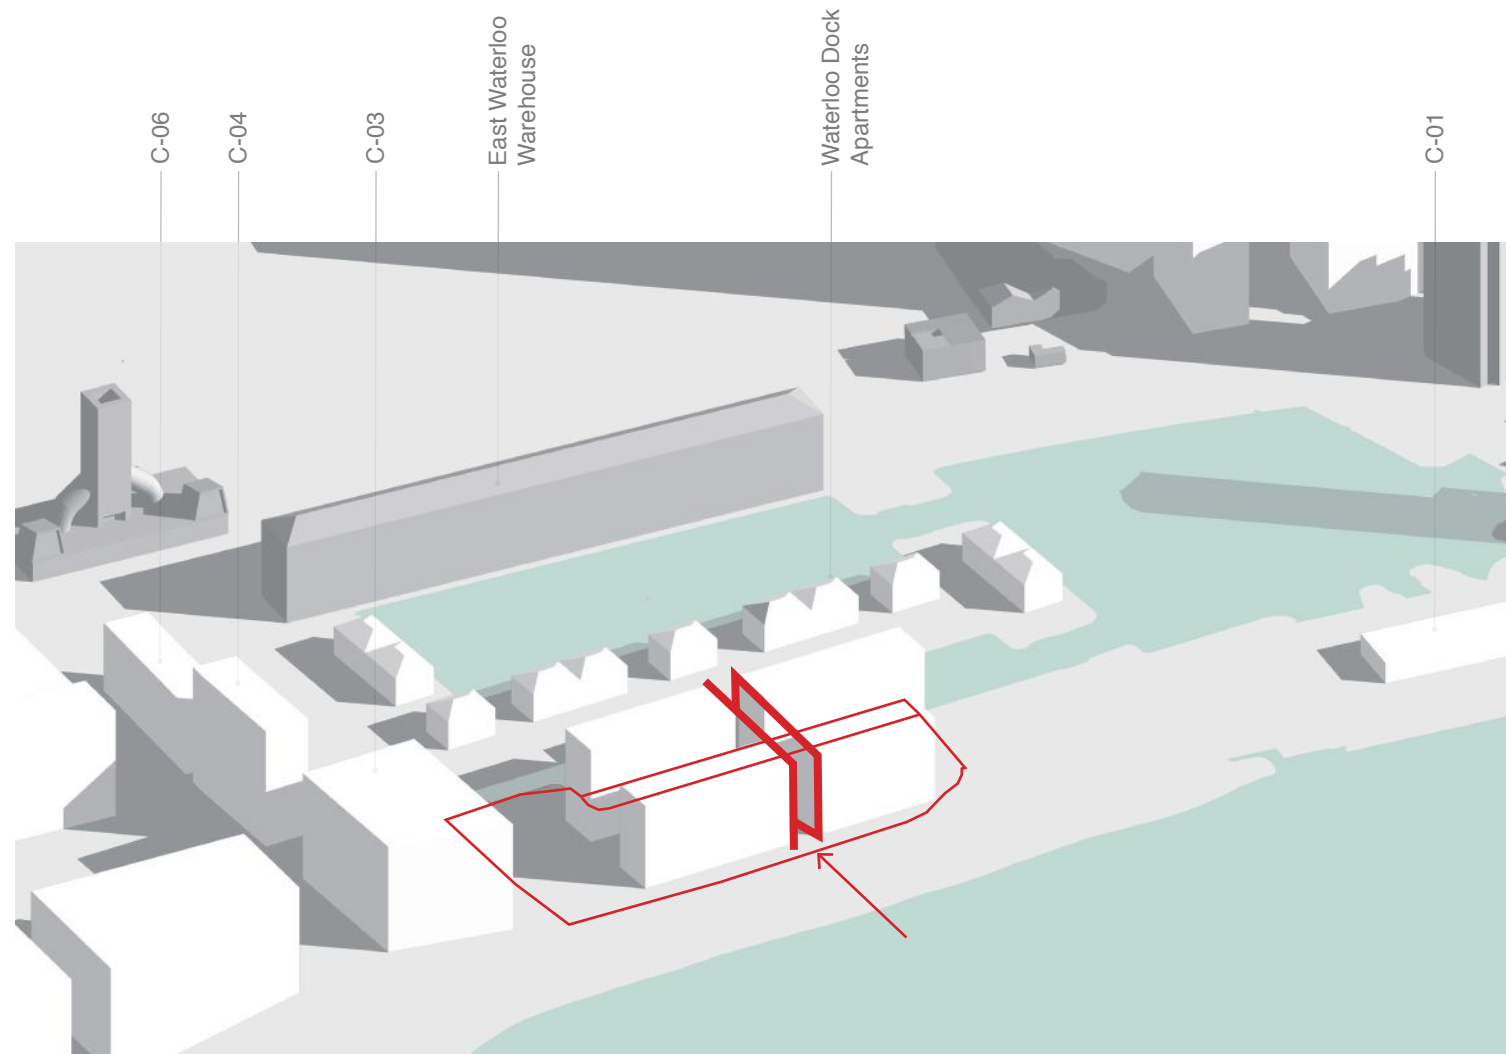 C-06
C-04
C-03
East Waterloo
Warehouse
Waterloo Dock
Apartments
C-01